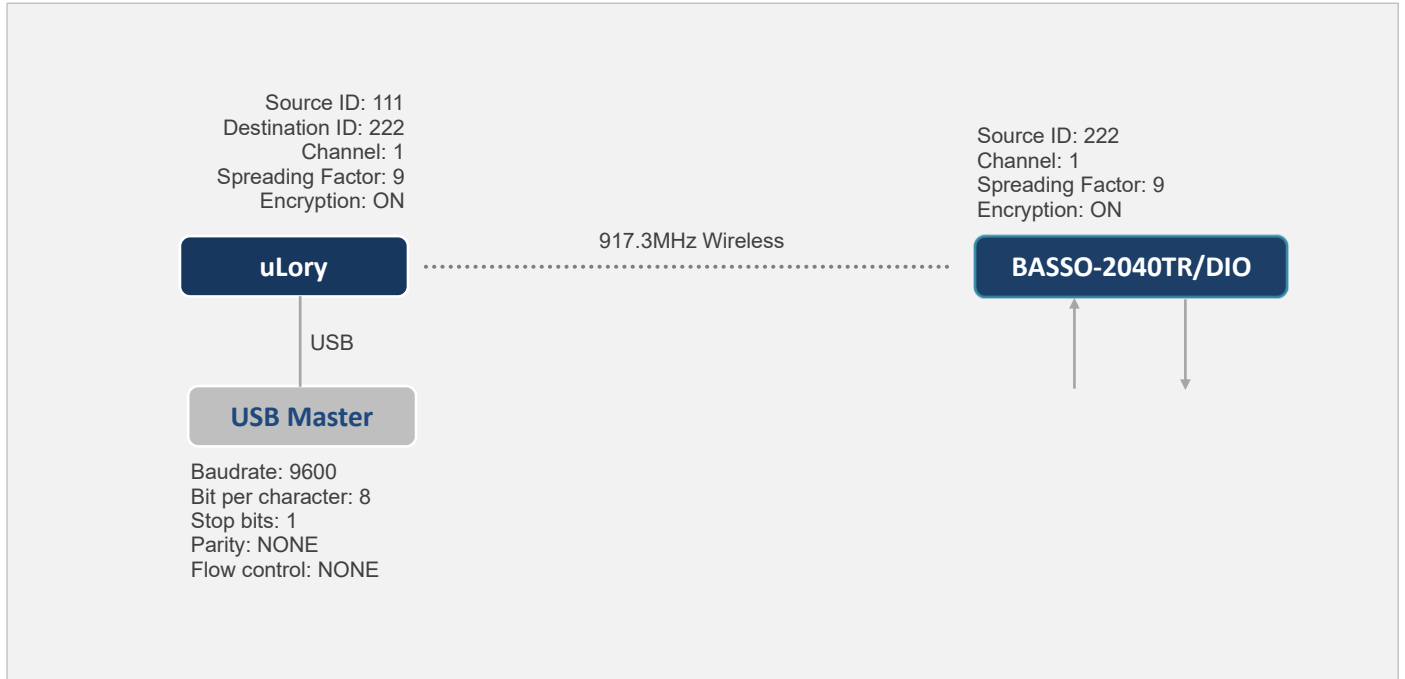 Source ID: 111
Destination ID: 222
Channel: 1
Spreading Factor: 9
Encryption: ON
Source ID: 222
Channel: 1
Spreading Factor: 9
Encryption: ON
917.3MHz Wireless
uLory
BASSO-2040TR/DIO
USB
USB Master
Baudrate: 9600
Bit per character: 8
Stop bits: 1
Parity: NONE
Flow control: NONE